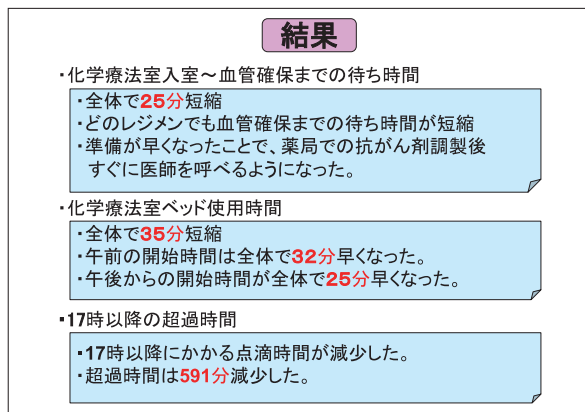 結果
・化学療法室入室～血管確保までの待ち時間
・全体で25分短縮
・どのレジメンでも血管確保までの待ち時間が短縮
・準備が早くなったことで、薬局での抗がん剤調製後
すぐに医師を呼べるようになった。
・化学療法室ベッド使用時間
・全体で35分短縮
・午前の開始時間は全体で32分早くなった。
・午後からの開始時間が全体で25分早くなった。
・17時以降の超過時間
・17時以降にかかる点滴時間が減少した。
・超過時間は591分減少した。